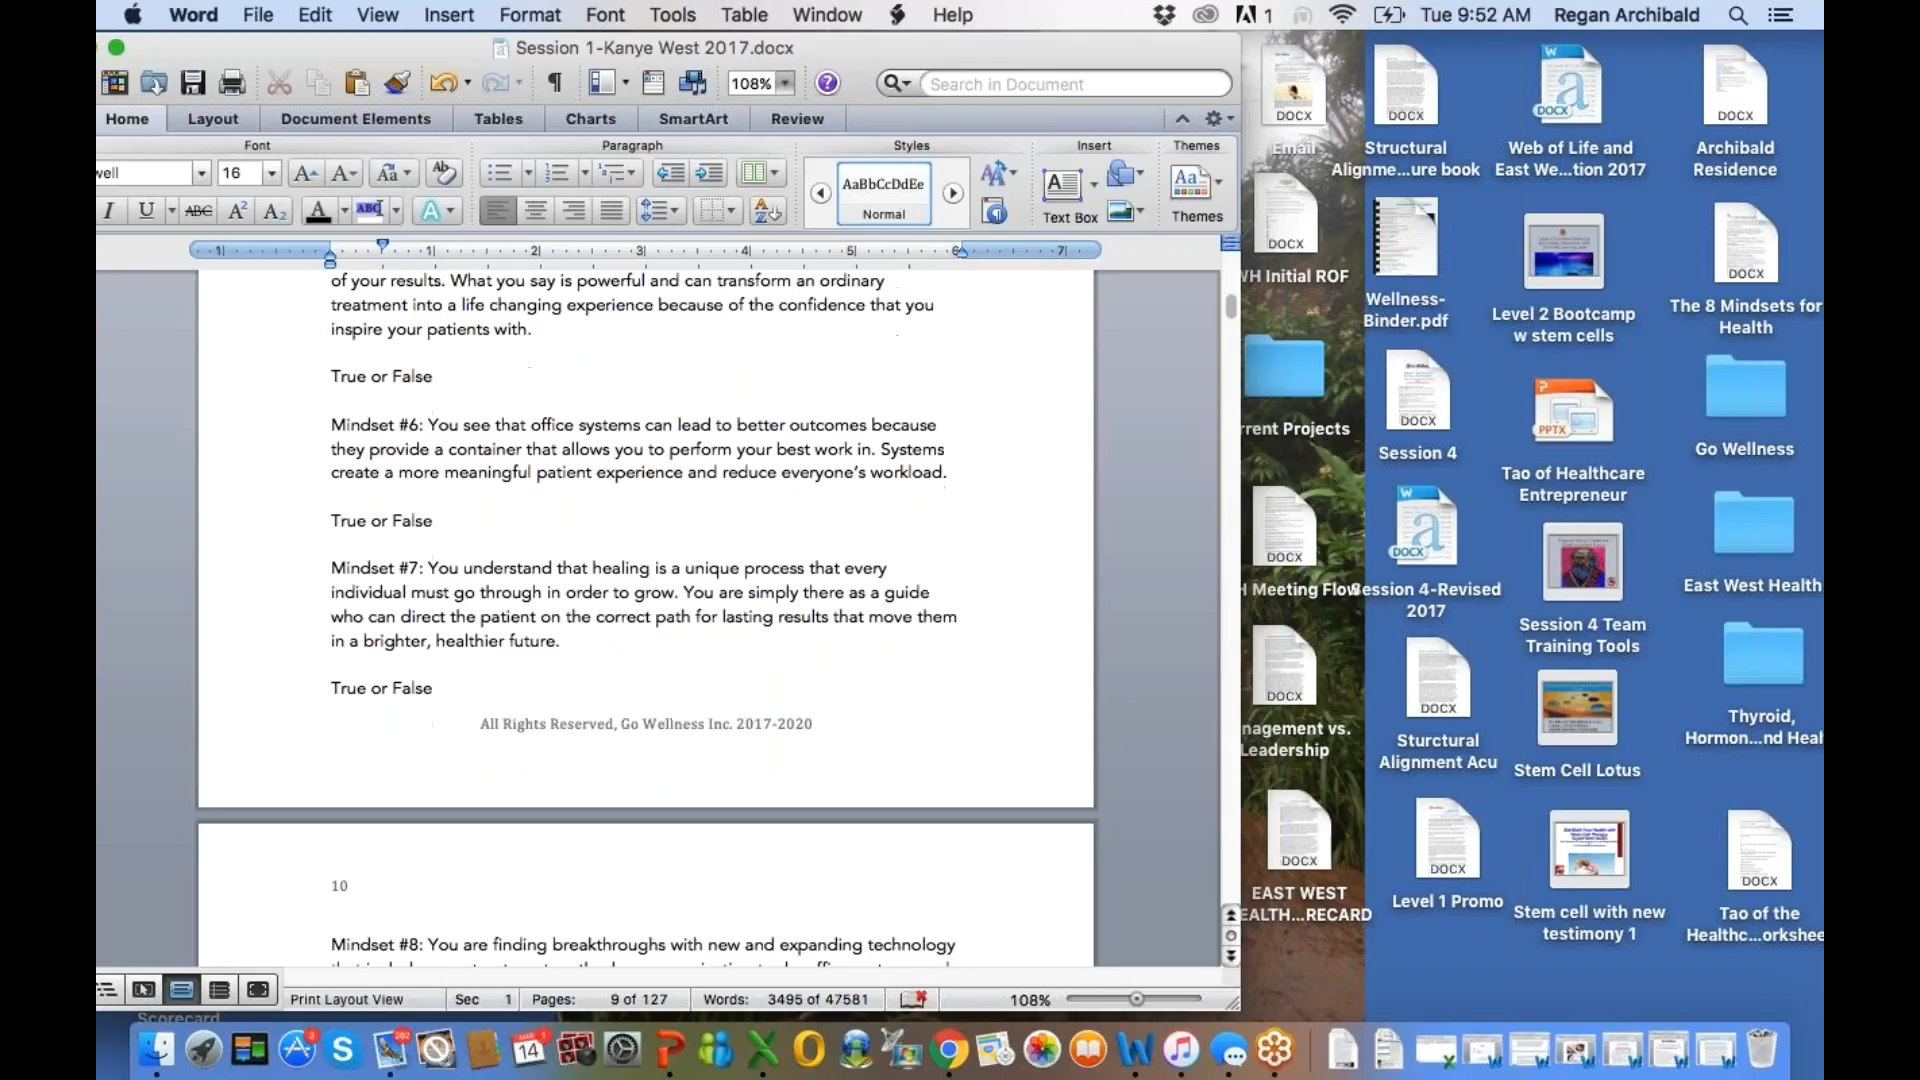 Word File Edit View Insert Format Font Tools Table Window Help 1 Tue 9:52 AM Regan Archibald
Session 1-Kanye West 2017.docx
108% Search in Document
Home Layout Document Elements Tables Charts SmartArt Review
Font Paragraph Styles Insert Themes
well 16 AaBbCcDdEe
Normal Text Box Themes
of your results. What you say is powerful and can transform an ordinary
treatment into a life changing experience because of the confidence that you
inspire your patients with.
True or False
Mindset #6: You see that office systems can lead to better outcomes because
they provide a container that allows you to perform your best work in. Systems
create a more meaningful patient experience and reduce everyone's workload.
True or False
Mindset #7: You understand that healing is a unique process that every
individual must go through in order to grow. You are simply there as a guide
who can direct the patient on the correct path for lasting results that move them
in a brighter, healthier future.
True or False
All Rights Reserved, Go Wellness Inc. 2017-2020
10
Mindset #8: You are finding breakthroughs with new and expanding technology
Print Layout View Sec 1 Pages: 9 of 127 Words: 3495 of 47581 108%
Scorecard
Email
WH Initial ROF
rrent Projects
H Meeting Flow
nagement vs.
Leadership
EAST WEST
EALTH...RECARD
Structural
Alignme...ure book
Wellness-
Binder.pdf
Session 4
Session 4-Revised
2017
Sturctural
Alignment Acu
Level 1 Promo
Web of Life and
East We...tion 2017
Level 2 Bootcamp
w stem cells
Tao of Healthcare
Entrepreneur
Session 4 Team
Training Tools
Stem Cell Lotus
Stem cell with new
testimony 1
Archibald
Residence
The 8 Mindsets for
Health
Go Wellness
East West Health
Thyroid,
Hormon...nd Heal
Tao of the
Healthc...orkshee